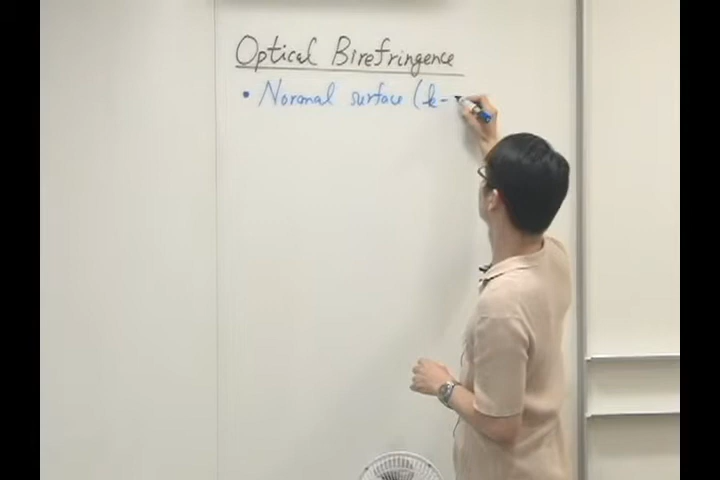 Optical Birefringence
• Normal surface (k-